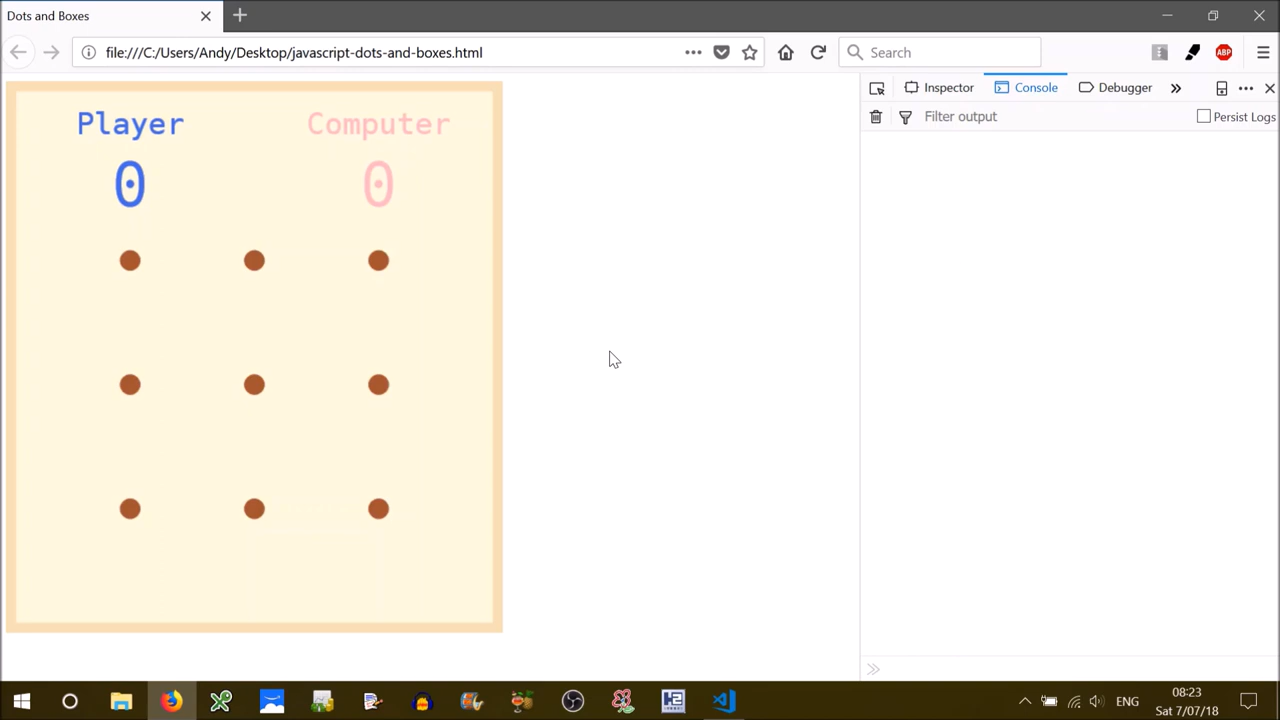 Dots and Boxes
file:///C:/Users/Andy/Desktop/javascript-dots-and-boxes.html
Search
ABP
Player
Computer
0
0
Inspector
Console
Debugger
Filter output
Persist Logs
ENG
08:23
Sat 7/07/18